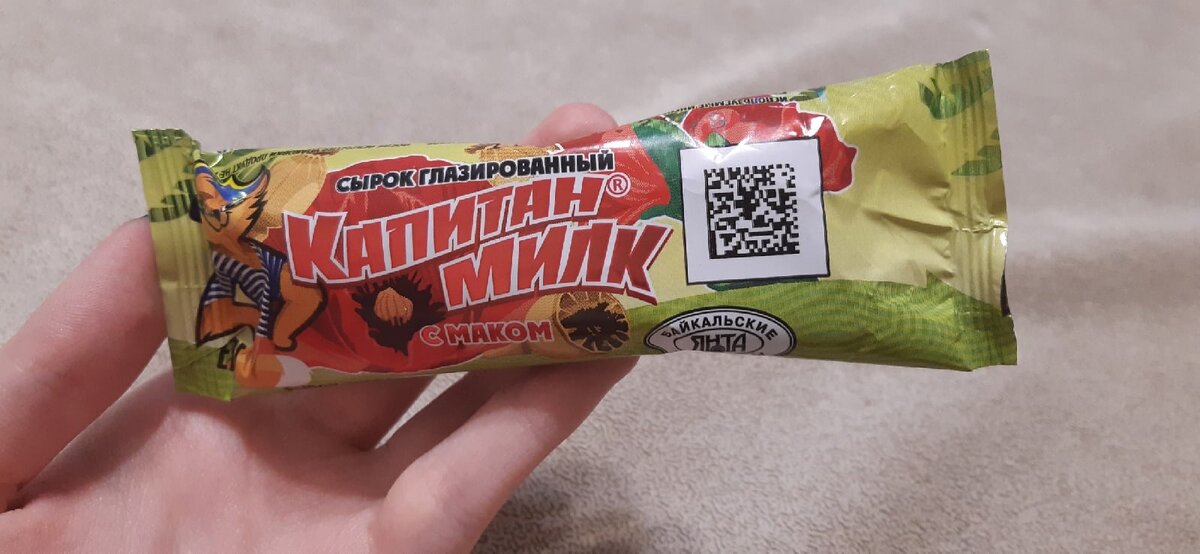 СЫРОК ГЛАЗИРОВАННЫЙ
КАПИТАН®
МИЛК
С МАКОМ
БАЙКАЛЬСКИЕ
ЯНТА